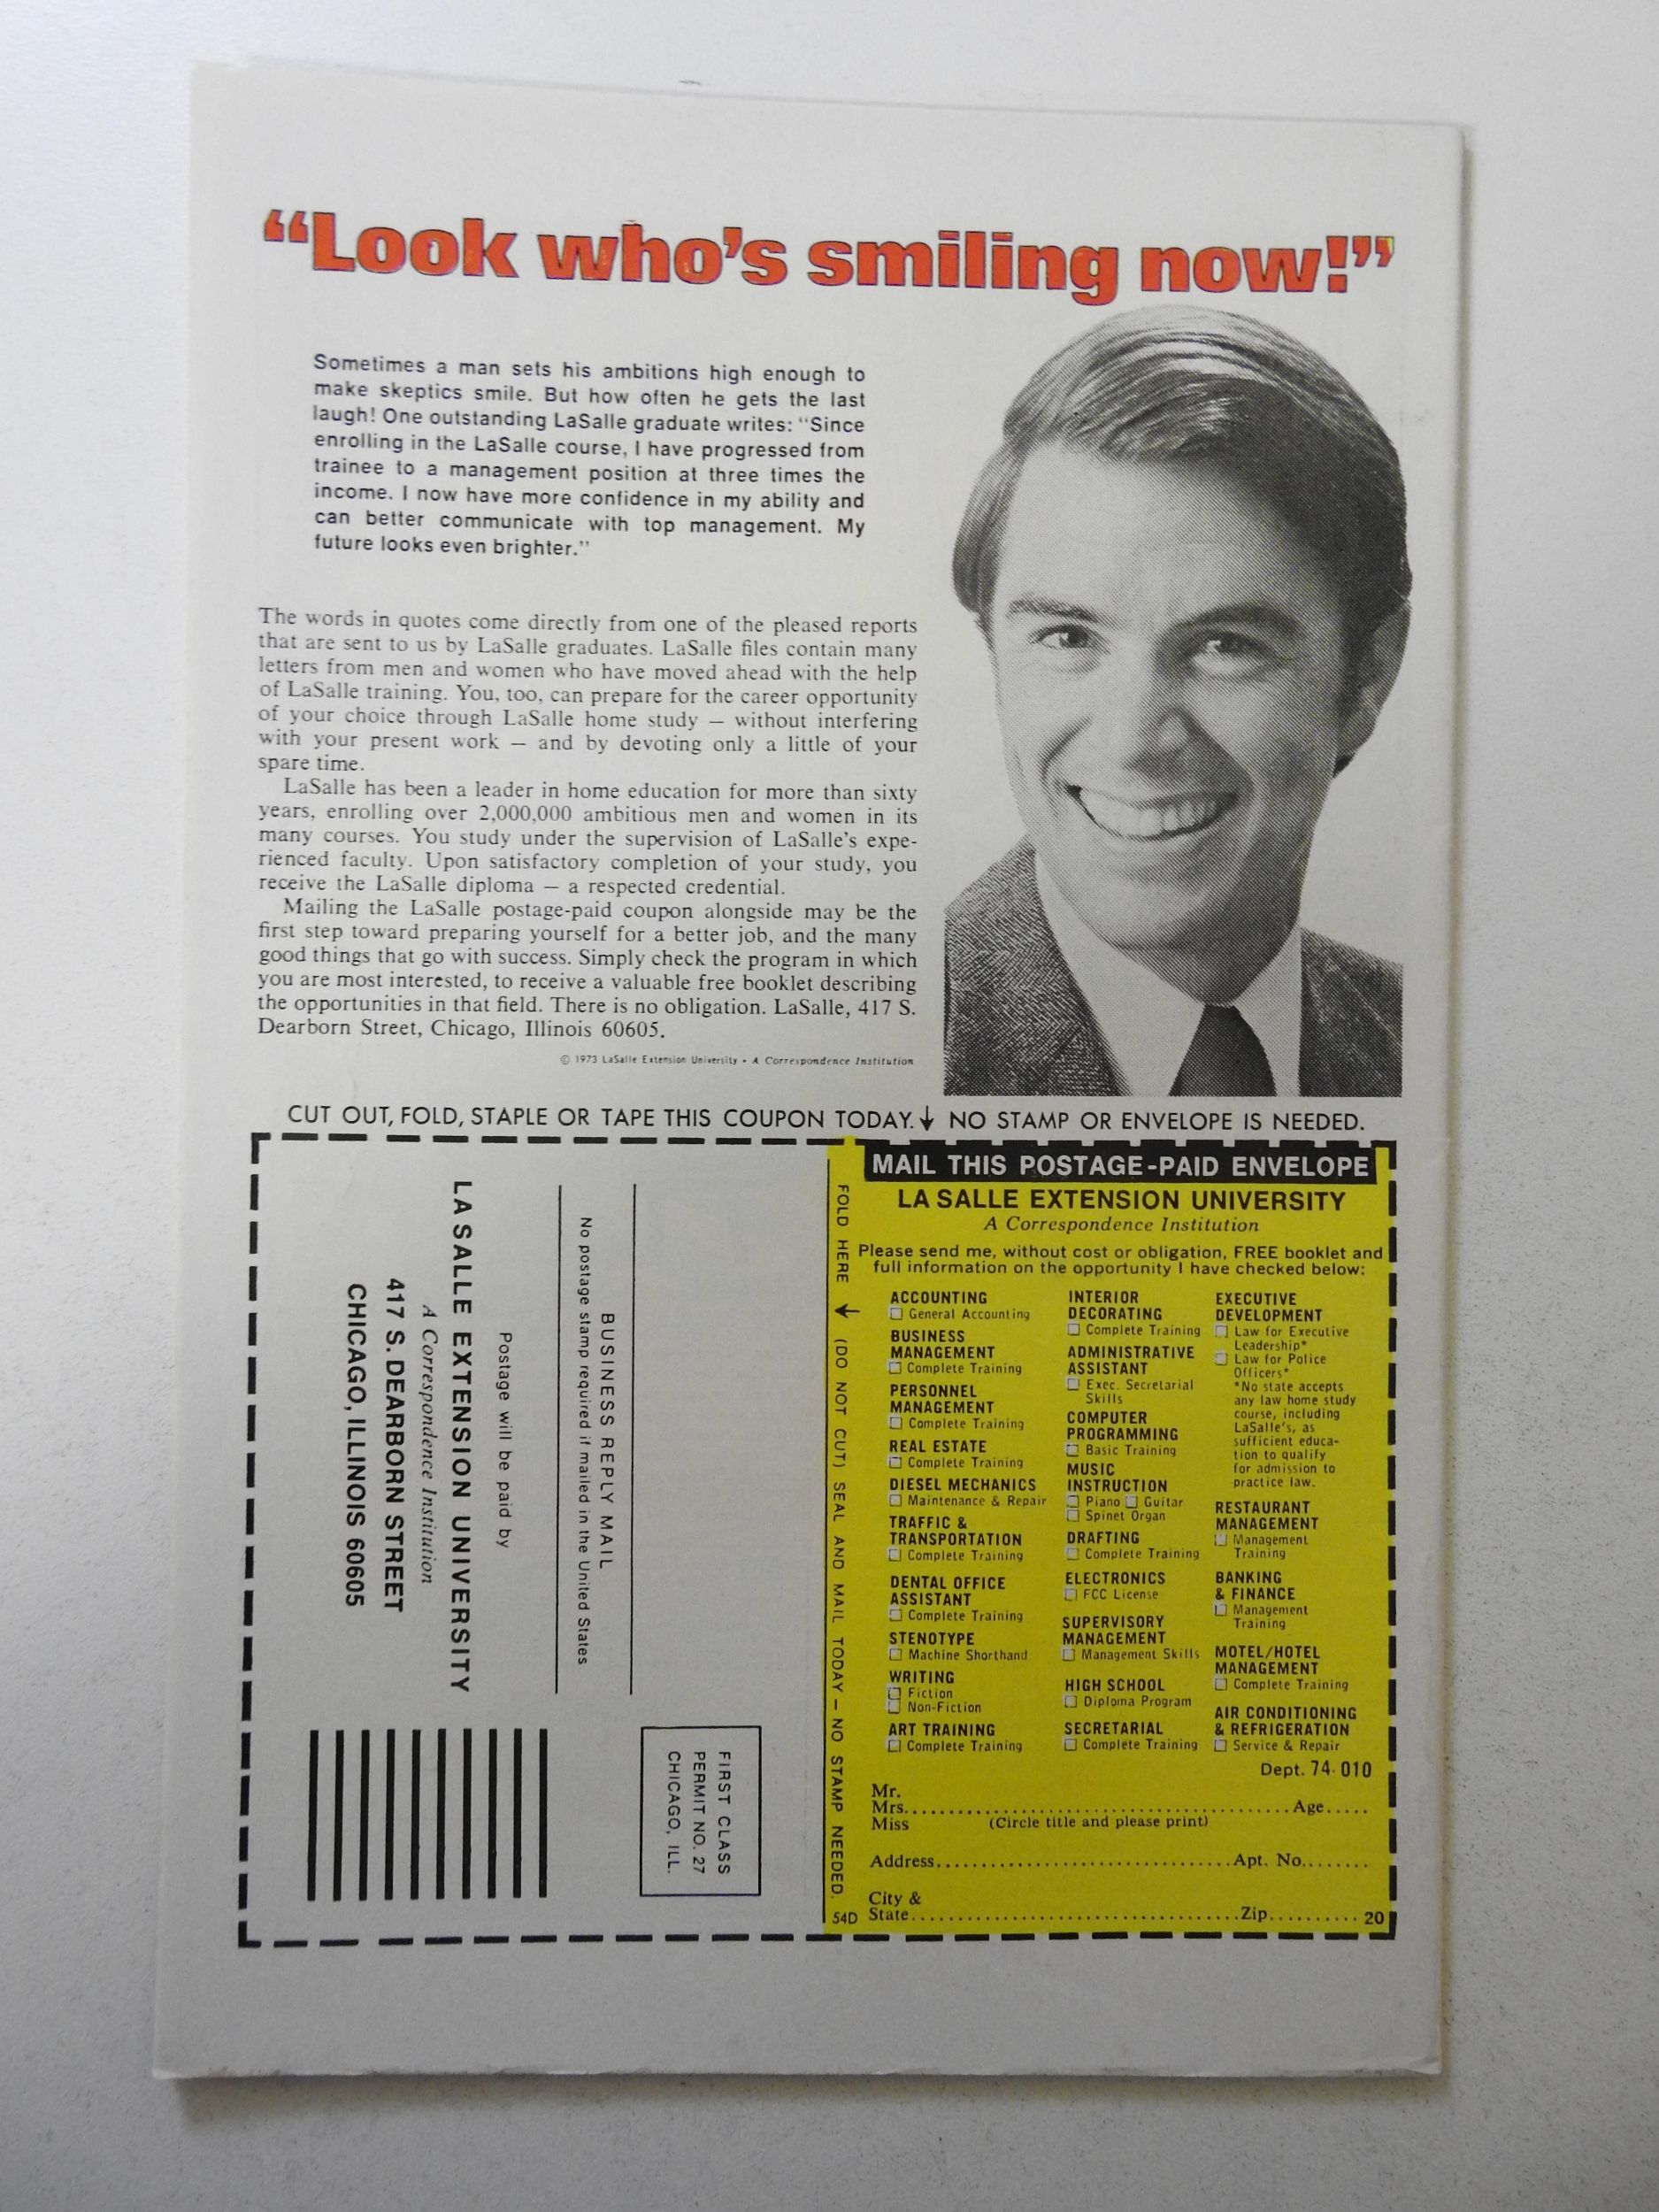 “Look who’s smiling now!”
Sometimes a man sets his ambitions high enough to
make skeptics smile. But how often he gets the last
laugh! One outstanding LaSalle graduate writes: “Since
enrolling in the LaSalle course, I have progressed from
trainee to a management position at three times the
income. I now have more confidence in my ability and
can better communicate with top management. My
future looks even brighter.”
The words in quotes come directly from one of the pleased reports
that are sent to us by LaSalle graduates. LaSalle files contain many
letters from men and women who have moved ahead with the help
of LaSalle training. You, too, can prepare for the career opportunity
of your choice through LaSalle home study — without interfering
with your present work — and by devoting only a little of your
spare time.
LaSalle has been a leader in home education for more than sixty
years, enrolling over 2,000,000 ambitious men and women in its
many courses. You study under the supervision of LaSalle’s expe-
rienced faculty. Upon satisfactory completion of your study, you
receive the LaSalle diploma — a respected credential.
Mailing the LaSalle postage-paid coupon alongside may be the
first step toward preparing yourself for a better job, and the many
good things that go with success. Simply check the program in which
you are most interested, to receive a valuable free booklet describing
the opportunities in that field. There is no obligation. LaSalle, 417 S.
Dearborn Street, Chicago, Illinois 60605.
© 1973 LaSalle Extension University • A Correspondence Institution
CUT OUT, FOLD, STAPLE OR TAPE THIS COUPON TODAY.↓ NO STAMP OR ENVELOPE IS NEEDED.
FIRST CLASS
PERMIT NO. 27
CHICAGO, ILL.
BUSINESS REPLY MAIL
No postage stamp required if mailed in the United States
Postage will be paid by
LA SALLE EXTENSION UNIVERSITY
A Correspondence Institution
417 S. DEARBORN STREET
CHICAGO, ILLINOIS 60605
FOLD HERE ↓ (DO NOT CUT) SEAL AND MAIL TODAY — NO STAMP NEEDED.
54D
MAIL THIS POSTAGE-PAID ENVELOPE
LA SALLE EXTENSION UNIVERSITY
A Correspondence Institution
Please send me, without cost or obligation, FREE booklet and
full information on the opportunity I have checked below:
ACCOUNTING
☐ General Accounting
BUSINESS
MANAGEMENT
☐ Complete Training
PERSONNEL
MANAGEMENT
☐ Complete Training
REAL ESTATE
☐ Complete Training
DIESEL MECHANICS
☐ Maintenance & Repair
TRAFFIC &
TRANSPORTATION
☐ Complete Training
DENTAL OFFICE
ASSISTANT
☐ Complete Training
STENOTYPE
☐ Machine Shorthand
WRITING
☐ Fiction
☐ Non-Fiction
ART TRAINING
☐ Complete Training
INTERIOR
DECORATING
☐ Complete Training
ADMINISTRATIVE
ASSISTANT
☐ Exec. Secretarial
Skills
COMPUTER
PROGRAMMING
☐ Basic Training
MUSIC
INSTRUCTION
☐ Piano ☐ Guitar
☐ Spinet Organ
DRAFTING
☐ Complete Training
ELECTRONICS
☐ FCC License
SUPERVISORY
MANAGEMENT
☐ Management Skills
HIGH SCHOOL
☐ Diploma Program
SECRETARIAL
☐ Complete Training
EXECUTIVE
DEVELOPMENT
☐ Law for Executive
Leadership*
☐ Law for Police
Officers*
*No state accepts
any law home study
course, including
LaSalle’s, as
sufficient educa-
tion to qualify
for admission to
practice law.
RESTAURANT
MANAGEMENT
☐ Management
Training
BANKING
& FINANCE
☐ Management
Training
MOTEL/HOTEL
MANAGEMENT
☐ Complete Training
AIR CONDITIONING
& REFRIGERATION
☐ Service & Repair
Dept. 74-010
Mr.
Mrs. Age
Miss (Circle title and please print)
Address Apt. No.
City &
State Zip 20